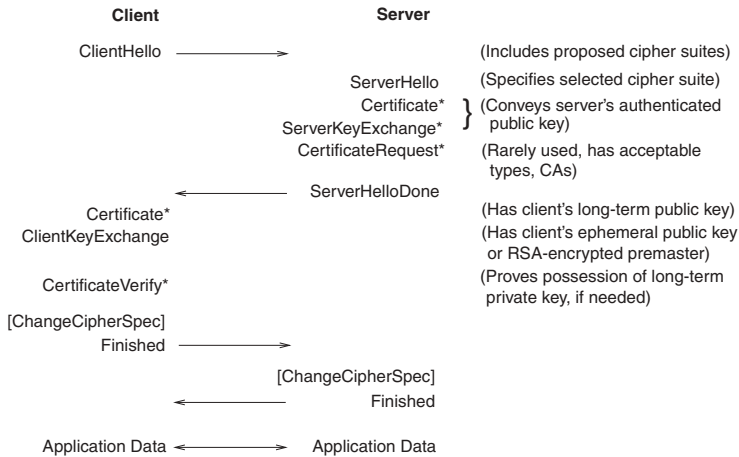 Client Server
ClientHello (Includes proposed cipher suites)
ServerHello (Specifies selected cipher suite)
Certificate* } (Conveys server's authenticated
ServerKeyExchange* public key)
CertificateRequest* (Rarely used, has acceptable
types, CAs)
ServerHelloDone
Certificate* (Has client's long-term public key)
ClientKeyExchange (Has client's ephemeral public key
or RSA-encrypted premaster)
CertificateVerify* (Proves possession of long-term
private key, if needed)
[ChangeCipherSpec]
Finished
[ChangeCipherSpec]
Finished
Application Data Application Data